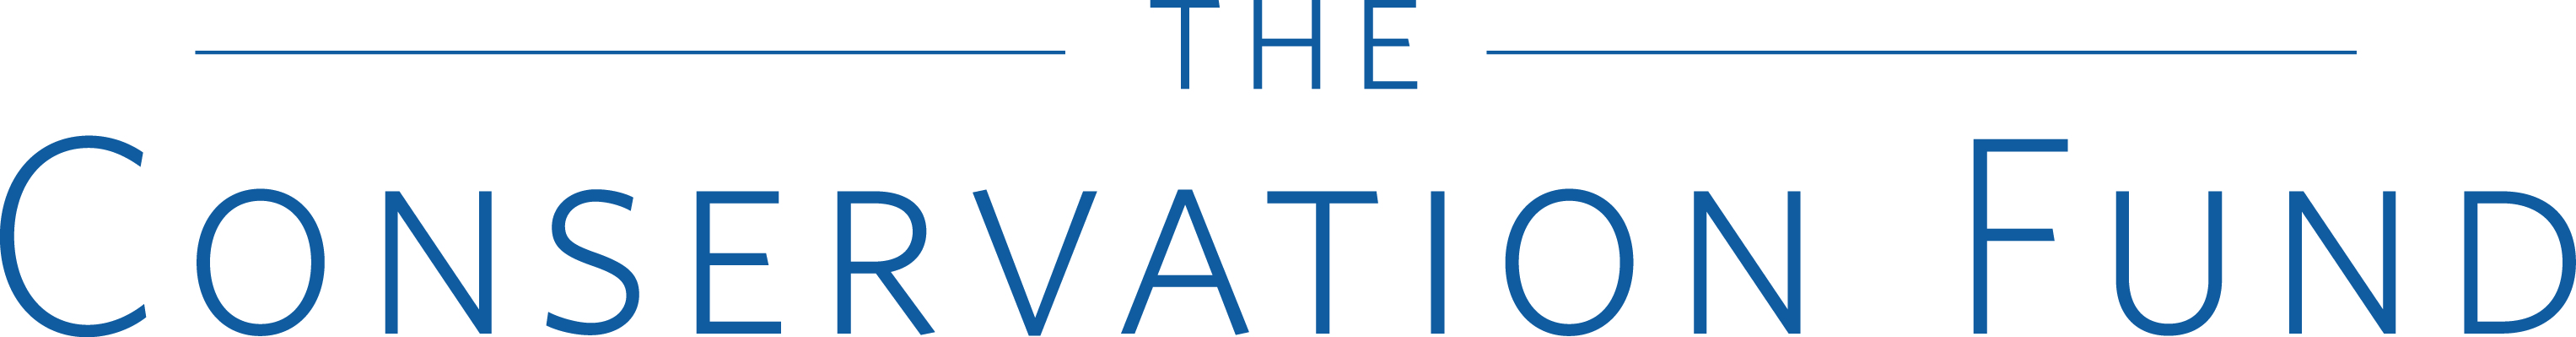 THE
CONSERVATION FUND